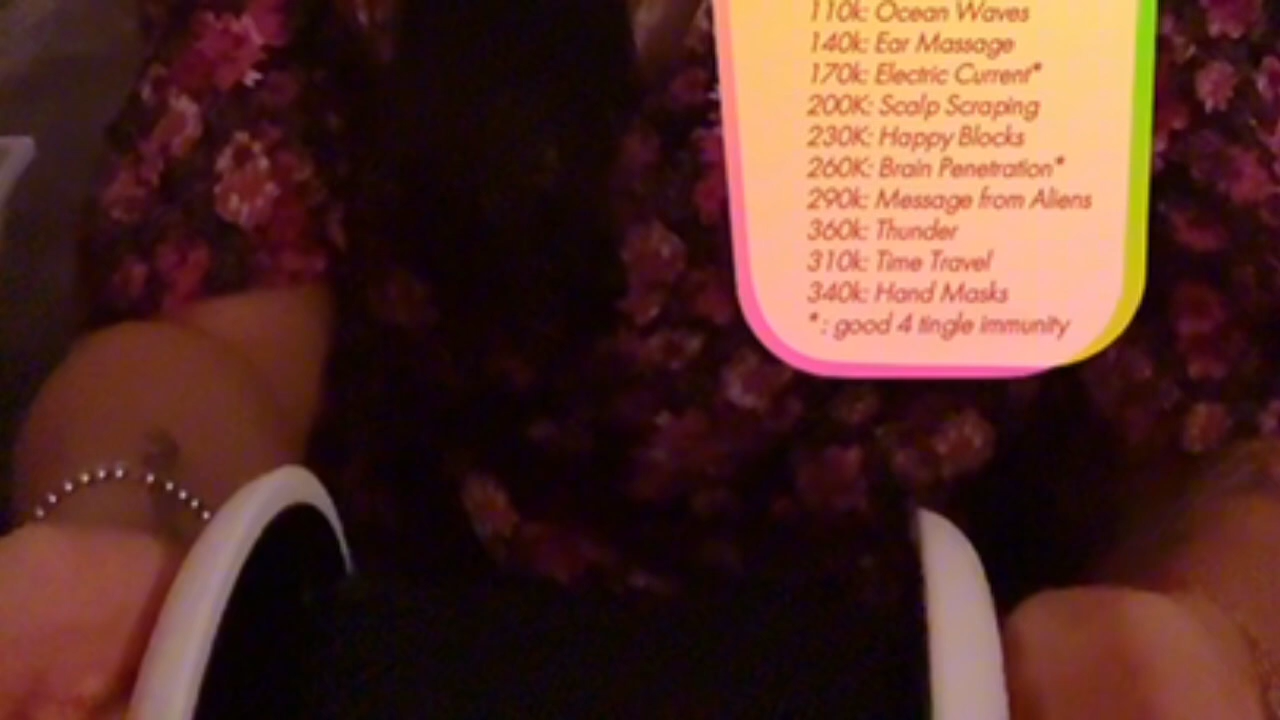 110k: Ocean Waves
140k: Ear Massage
170k: Electric Current*
200K: Scalp Scraping
230K: Happy Blocks
260K: Brain Penetration*
290k: Message from Aliens
360k: Thunder
310k: Time Travel
340k: Hand Masks
* : good 4 tingle immunity